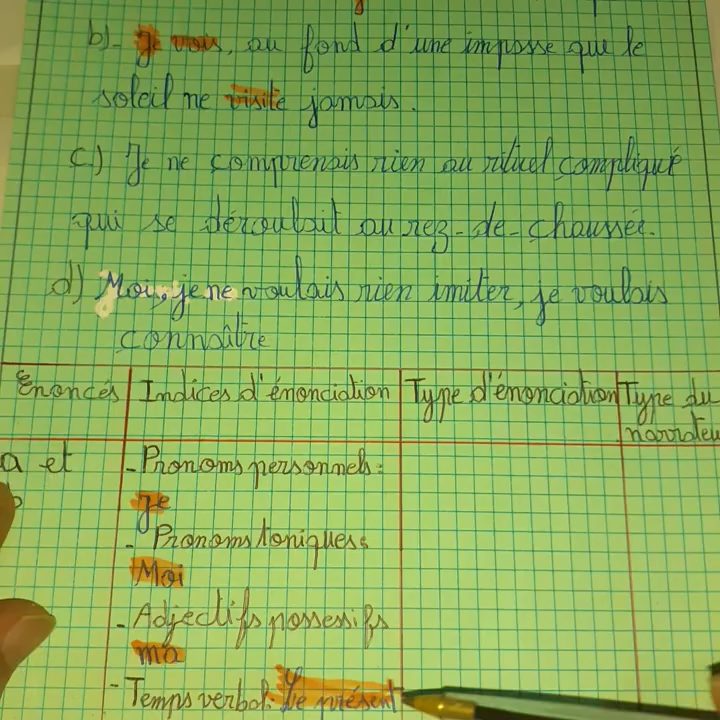 b)- Je vois, au fond d'une impasse que le
soleil ne visite jamais.
c) Je ne comprenais rien au rituel compliqué
qui se déroulait au rez-de-chaussée.
d) Moi, je ne voulais rien imiter, je voulais
connaître
Enoncés | Indices d'énonciation | Type d'énonciation | Type du
narrateu
a et
b
- Pronoms personnels:
Je
- Pronoms toniques:
Moi
- Adjectifs possessifs
ma
- Temps verbal: Le présent